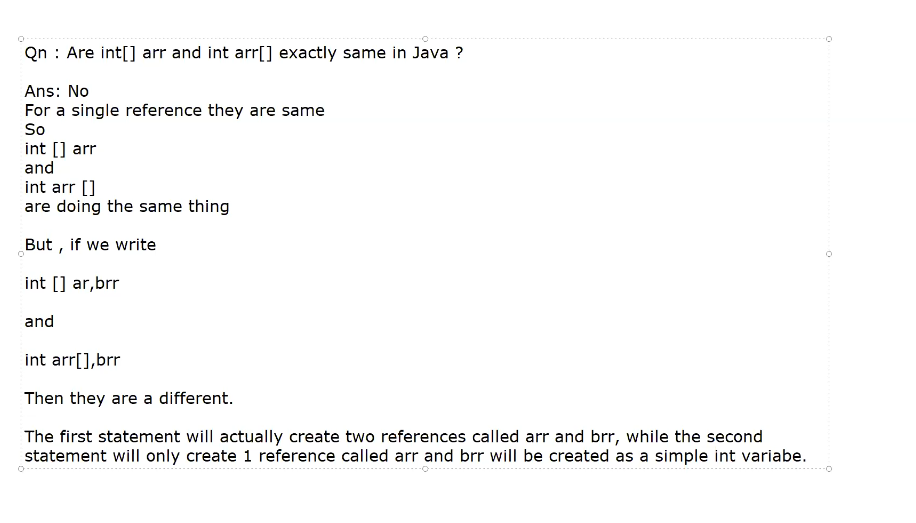 Qn : Are int[] arr and int arr[] exactly same in Java ?
Ans: No
For a single reference they are same
So
int [] arr
and
int arr []
are doing the same thing
But , if we write
int [] ar,brr
and
int arr[],brr
Then they are a different.
The first statement will actually create two references called arr and brr, while the second
statement will only create 1 reference called arr and brr will be created as a simple int variabe.